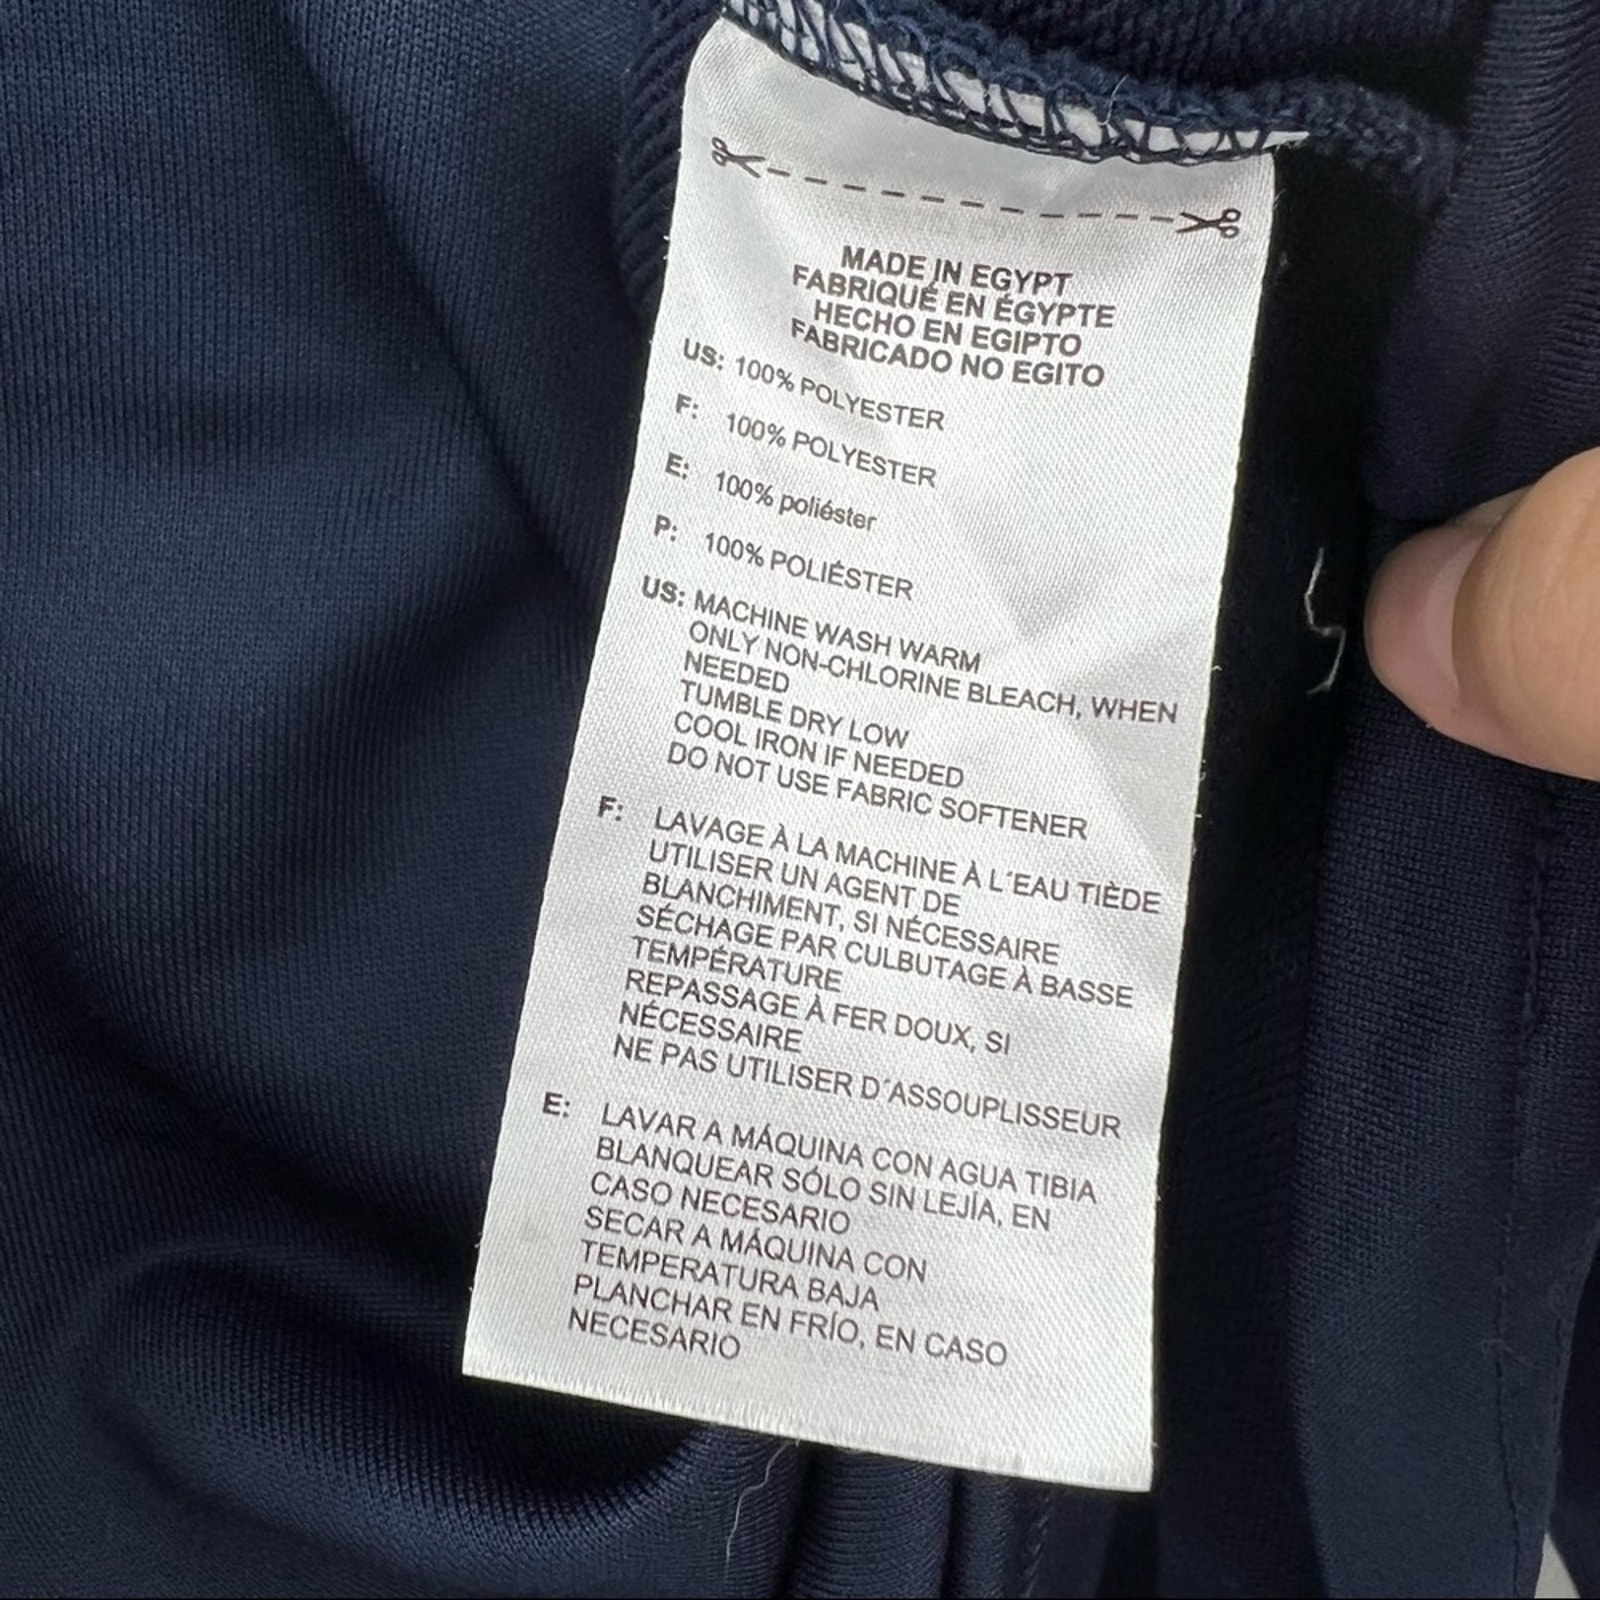 MADE IN EGYPT
FABRIQUÉ EN ÉGYPTE
HECHO EN EGIPTO
FABRICADO NO EGITO
US: 100% POLYESTER
F: 100% POLYESTER
E: 100% poliéster
P: 100% POLIÉSTER
US: MACHINE WASH WARM
ONLY NON-CHLORINE BLEACH, WHEN
NEEDED
TUMBLE DRY LOW
COOL IRON IF NEEDED
DO NOT USE FABRIC SOFTENER
F: LAVAGE À LA MACHINE À L´EAU TIÈDE
UTILISER UN AGENT DE
BLANCHIMENT, SI NÉCESSAIRE
SÉCHAGE PAR CULBUTAGE À BASSE
TEMPÉRATURE
REPASSAGE À FER DOUX, SI
NÉCESSAIRE
NE PAS UTILISER D´ASSOUPLISSEUR
E: LAVAR A MÁQUINA CON AGUA TIBIA
BLANQUEAR SÓLO SIN LEJÍA, EN
CASO NECESARIO
SECAR A MÁQUINA CON
TEMPERATURA BAJA
PLANCHAR EN FRÍO, EN CASO
NECESARIO